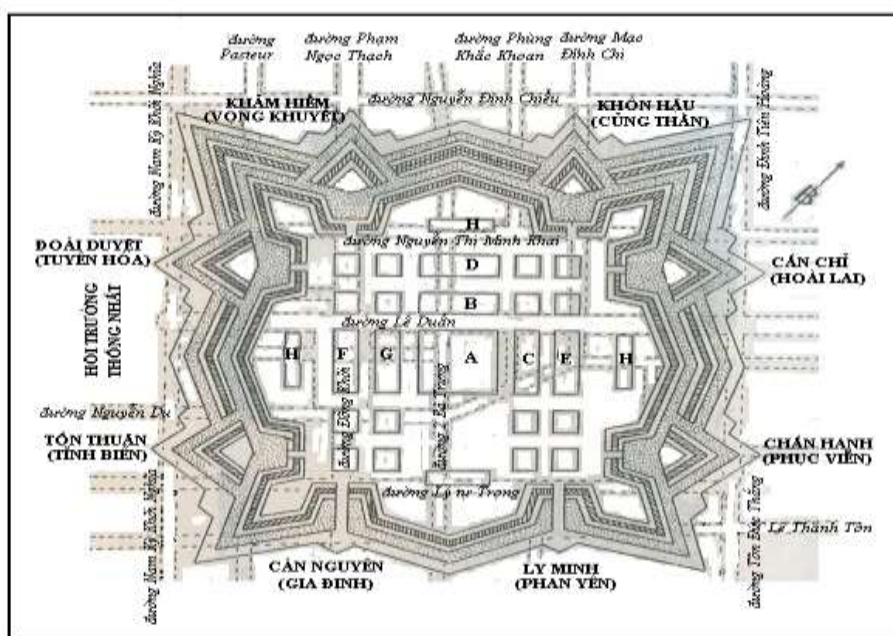 đường
Pasteur
đường Phạm
Ngọc Thạch
đường Phùng
Khắc Khoan
đường Mạc
Đĩnh Chi
đường Nam Kỳ Khởi Nghĩa
KHẢM HIỂM
(VỌNG KHUYẾT)
đường Nguyễn Đình Chiểu
KHÔN HẬU
(CỦNG THẦN)
đường Đinh Tiên Hoàng
B
H
đường Nguyễn Thị Minh Khai
ĐOÀI DUYỆT
(TUYÊN HÓA)
D
CẤN CHỈ
(HOÀI LAI)
B
HỘI TRƯỜNG
THỐNG NHẤT
đường Lê Duẩn
H
F
G
A
C
E
H
đường Đồng Khởi
đường 2 Bà Trưng
đường Nguyễn Du
TỐN THUẬN
(TĨNH BIÊN)
CHẤN HANH
(PHỤC VIỄN)
đường Lý Tự Trọng
đường Nam Kỳ Khởi Nghĩa
đường Tôn Đức Thắng
Lê Thánh Tôn
CÀN NGUYÊN
(GIA ĐỊNH)
LY MINH
(PHAN YÊN)